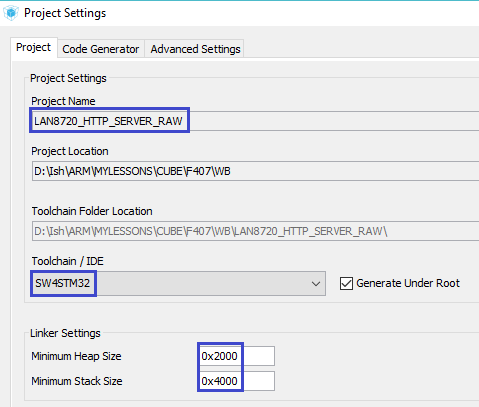 Project Settings
Project Code Generator Advanced Settings
Project Settings
Project Name
LAN8720_HTTP_SERVER_RAW
Project Location
D:\Ish\ARM\MYLESSONS\CUBE\F407\WB
Toolchain Folder Location
D:\Ish\ARM\MYLESSONS\CUBE\F407\WB\LAN8720_HTTP_SERVER_RAW\
Toolchain / IDE
SW4STM32 Generate Under Root
Linker Settings
Minimum Heap Size 0x2000
Minimum Stack Size 0x4000